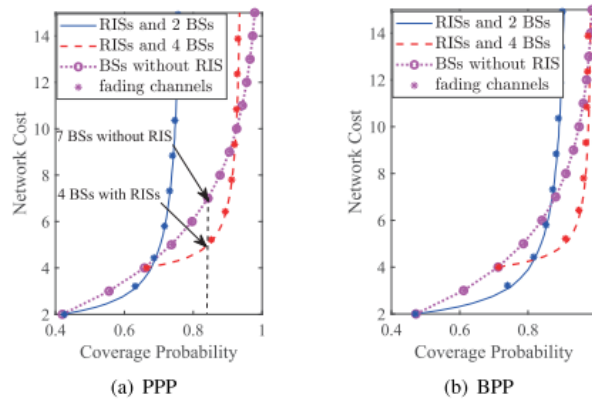 RISs and 2 BSs
RISs and 4 BSs
BSs without RIS
fading channels
7 BSs without RIS
4 BSs with RISs
Network Cost
14
12
10
8
6
4
2
0.4
0.6
0.8
1
Coverage Probability
(a) PPP
RISs and 2 BSs
RISs and 4 BSs
BSs without RIS
fading channels
Network Cost
14
12
10
8
6
4
2
0.4
0.6
0.8
Coverage Probability
(b) BPP